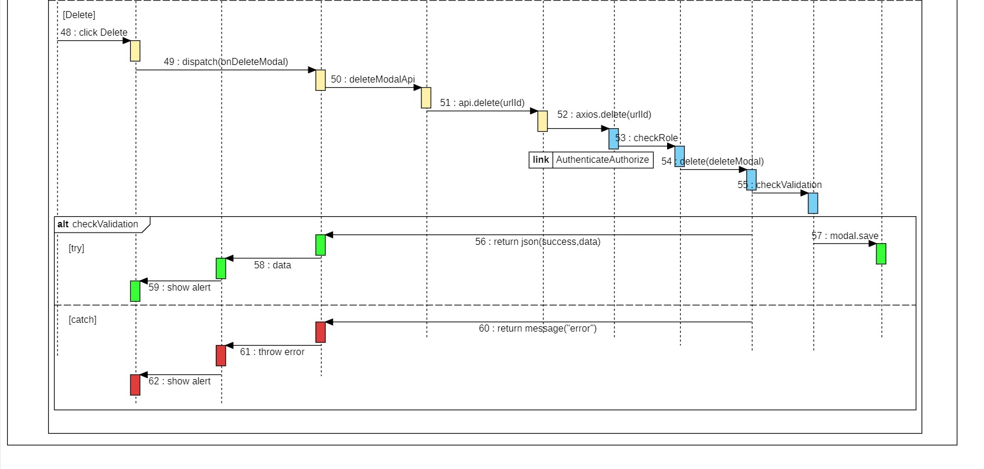 [Delete]
48 : click Delete
49 : dispatch(onDeleteModal)
50 : deleteModalApi
51 : api.delete(urlId)
52 : axios.delete(urlId)
53 : checkRole
link AuthenticateAuthorize
54 : delete(deleteModal)
55 : checkValidation
alt checkValidation
56 : return json(success,data)
57 : modal.save
[try]
58 : data
59 : show alert
[catch]
60 : return message("error")
61 : throw error
62 : show alert